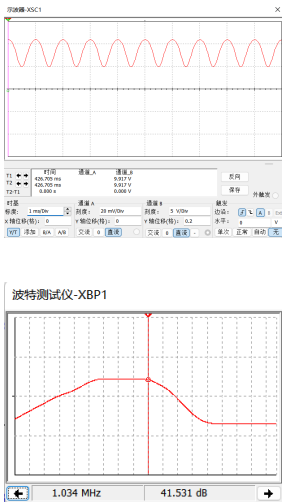 示波器-XSC1
×
时间 通道_A 通道_B
T1 426.705 ms 9.917 V
T2 426.705 ms 9.917 V
T2-T1 0.000 s 0.000 V
反向
保存
外触发
时基 通道 A 通道 B 触发
标度: 1 ms/Div 刻度: 20 mV/Div 刻度: 5 V/Div 边沿: A B Ext
X 轴位移(格): 0 Y 轴位移(格): 0 Y 轴位移(格): 0.2 水平: 0 V
Y/T 添加 B/A A/B 交流 0 直流 交流 0 直流 - 单次 正常 自动 无
波特测试仪-XBP1
1.034 MHz 41.531 dB